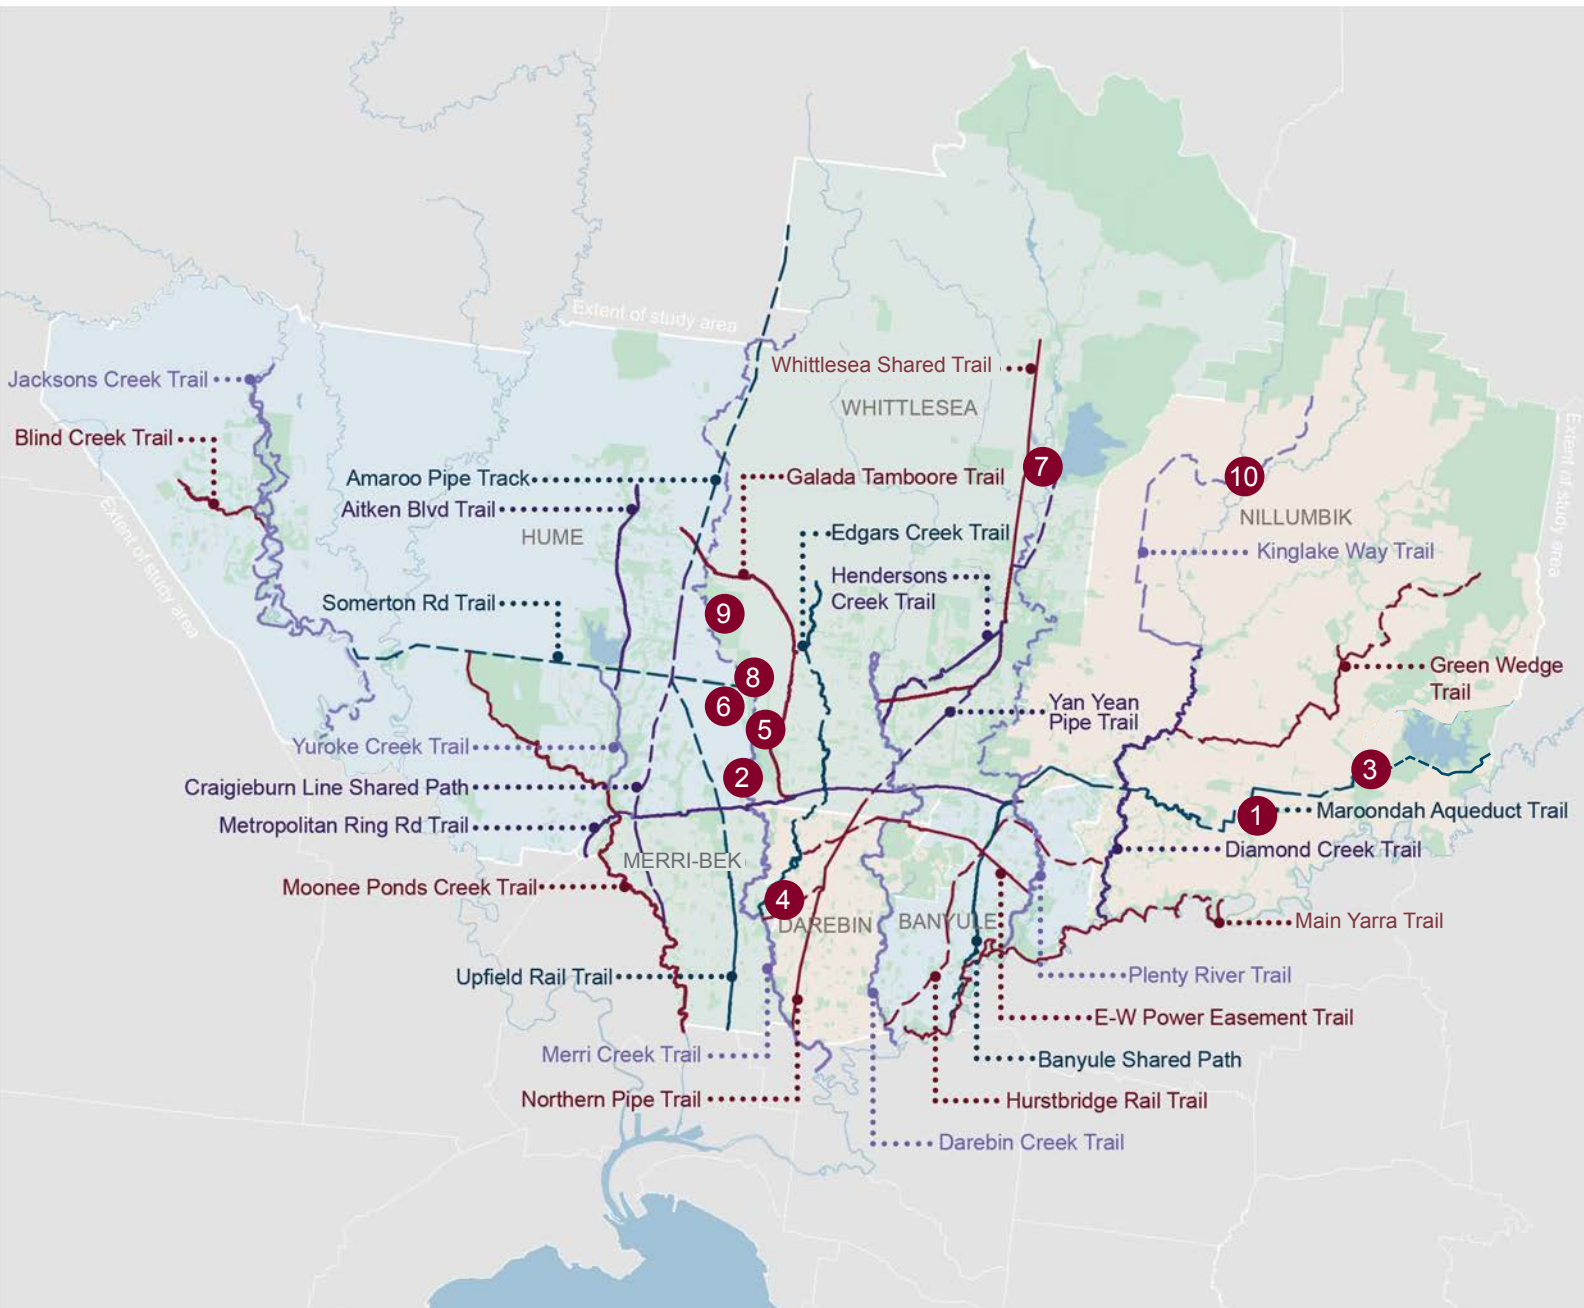 Extent of study area
Whittlesea Shared Trail
Jacksons Creek Trail
WHITTLESEA
Blind Creek Trail
7
10
Amaroo Pipe Track
Galada Tamboore Trail
Aitken Blvd Trail
NILLUMBIK
Extent of study area
HUME
Edgars Creek Trail
Kinglake Way Trail
Extent of study area
Hendersons
Creek Trail
Somerton Rd Trail
9
Green Wedge
Trail
8
6
Yan Yean
Pipe Trail
5
Yuroke Creek Trail
3
2
Craigieburn Line Shared Path
1
Maroondah Aqueduct Trail
Metropolitan Ring Rd Trail
Diamond Creek Trail
MERRI-BEK
Moonee Ponds Creek Trail
4
DAREBIN
BANYULE
Main Yarra Trail
Upfield Rail Trail
Plenty River Trail
E-W Power Easement Trail
Merri Creek Trail
Banyule Shared Path
Northern Pipe Trail
Hurstbridge Rail Trail
Darebin Creek Trail